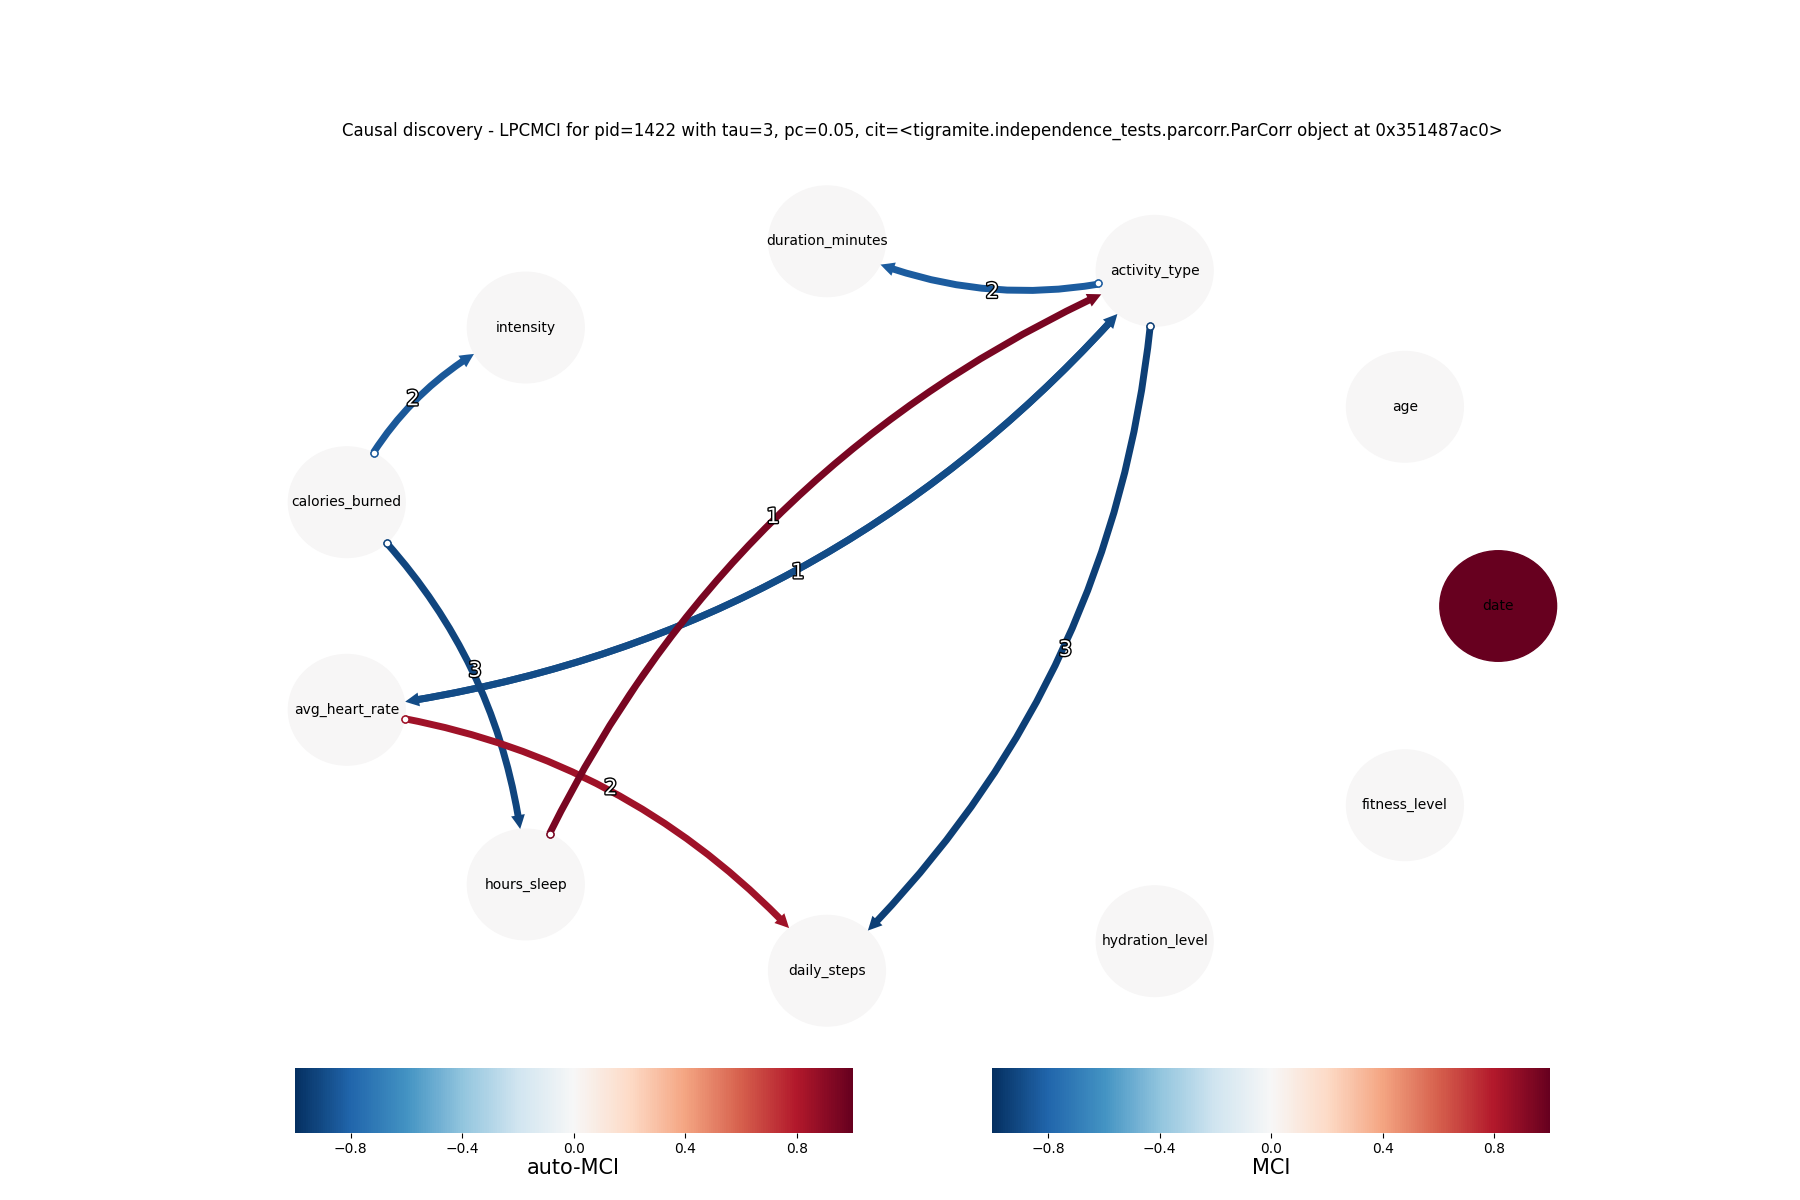 Causal discovery - LPCMCI for pid=1422 with tau=3, pc=0.05, cit=<tigramite.independence_tests.parcorr.ParCorr object at 0x351487ac0>
duration_minutes
activity_type
2
intensity
2
age
calories_burned
1
1
date
3
3
avg_heart_rate
2
fitness_level
hours_sleep
hydration_level
daily_steps
−0.8 −0.4 0.0 0.4 0.8
auto-MCI
−0.8 −0.4 0.0 0.4 0.8
MCI